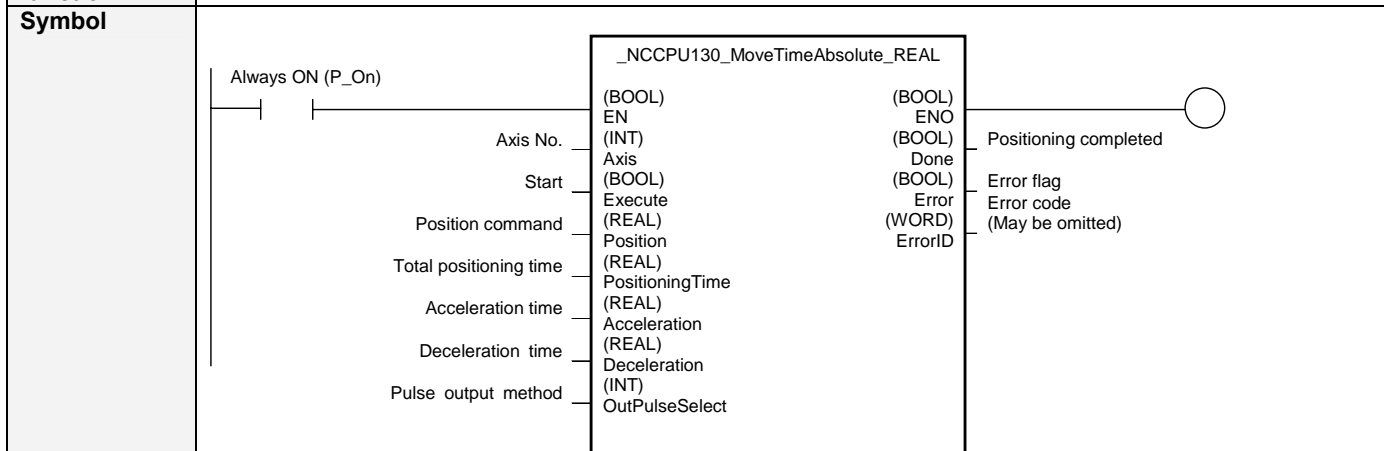 Symbol
_NCCPU130_MoveTimeAbsolute_REAL
Always ON (P_On)
(BOOL) (BOOL)
EN ENO
Axis No. (INT) (BOOL) Positioning completed
Axis Done
Start (BOOL) (BOOL) Error flag
Execute Error Error code
Position command (REAL) (WORD) (May be omitted)
Position ErrorID
Total positioning time (REAL)
PositioningTime
Acceleration time (REAL)
Acceleration
Deceleration time (REAL)
Deceleration
Pulse output method (INT)
OutPulseSelect